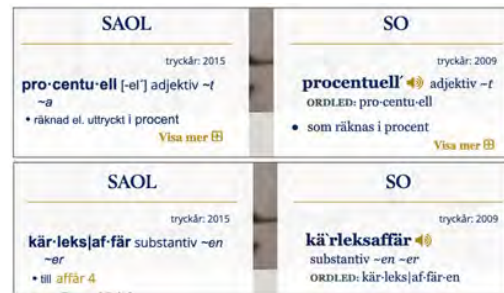 SAOL
tryckår: 2015
pro·centu·ell [-el´] adjektiv ~t
~a
• räknad el. uttryckt i procent
Visa mer ⊞
SO
tryckår: 2009
procentuell´ adjektiv ~t
ORDLED: pro-centu-ell
• som räknas i procent
Visa mer ⊞
SAOL
tryckår: 2015
kär·leks|af·fär substantiv ~en
~er
• till affär 4
SO
tryckår: 2009
kä`rleksaffär
substantiv ~en ~er
ORDLED: kär-leks|af-fär-en